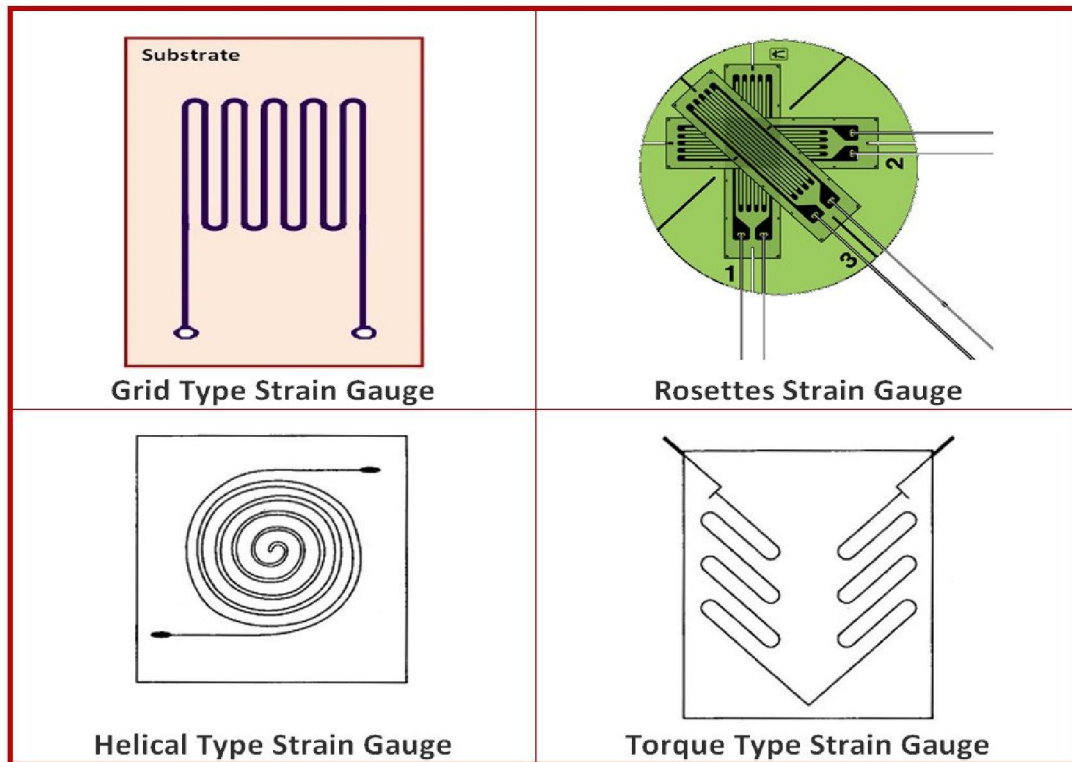 Substrate
Grid Type Strain Gauge
1
2
3
Rosettes Strain Gauge
Helical Type Strain Gauge
Torque Type Strain Gauge